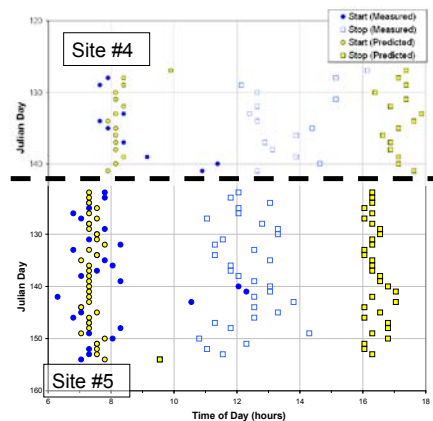 Start (Measured)
Stop (Measured)
Start (Predicted)
Stop (Predicted)
Site #4
120
130
140
Julian Day
130
140
150
160
Julian Day
Site #5
6 8 10 12 14 16 18
Time of Day (hours)